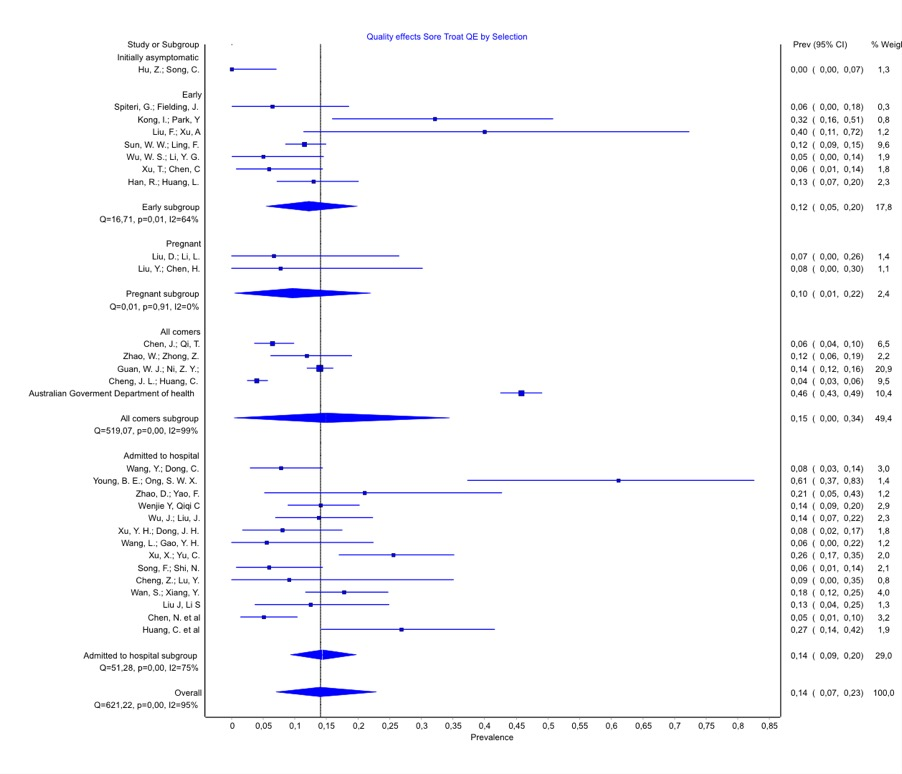 Quality effects Sore Troat QE by Selection
Study or Subgroup Prev (95% CI) % Weigl
Initially asymptomatic
Hu, Z.; Song, C. 0,00 ( 0,00, 0,07) 1,3
Early
Spiteri, G.; Fielding, J. 0,06 ( 0,00, 0,18) 0,3
Kong, I.; Park, Y 0,32 ( 0,16, 0,51) 0,8
Liu, F.; Xu, A 0,40 ( 0,11, 0,72) 1,2
Sun, W. W.; Ling, F. 0,12 ( 0,09, 0,15) 9,6
Wu, W. S.; Li, Y. G. 0,05 ( 0,00, 0,14) 1,9
Xu, T.; Chen, C 0,06 ( 0,01, 0,14) 1,8
Han, R.; Huang, L. 0,13 ( 0,07, 0,20) 2,3
Early subgroup 0,12 ( 0,05, 0,20) 17,8
Q=16,71, p=0,01, I2=64%
Pregnant
Liu, D.; Li, L. 0,07 ( 0,00, 0,26) 1,4
Liu, Y.; Chen, H. 0,08 ( 0,00, 0,30) 1,1
Pregnant subgroup 0,10 ( 0,01, 0,22) 2,4
Q=0,01, p=0,91, I2=0%
All comers
Chen, J.; Qi, T. 0,06 ( 0,04, 0,10) 6,5
Zhao, W.; Zhong, Z. 0,12 ( 0,06, 0,19) 2,2
Guan, W. J.; Ni, Z. Y.; 0,14 ( 0,12, 0,16) 20,9
Cheng, J. L.; Huang, C. 0,04 ( 0,03, 0,06) 9,5
Australian Goverment Department of health 0,46 ( 0,43, 0,49) 10,4
All comers subgroup 0,15 ( 0,00, 0,34) 49,4
Q=519,07, p=0,00, I2=99%
Admitted to hospital
Wang, Y.; Dong, C. 0,08 ( 0,03, 0,14) 3,0
Young, B. E.; Ong, S. W. X. 0,61 ( 0,37, 0,83) 1,4
Zhao, D.; Yao, F. 0,21 ( 0,05, 0,43) 1,2
Wenjie Y, Qiqi C 0,14 ( 0,09, 0,20) 2,9
Wu, J.; Liu, J. 0,14 ( 0,07, 0,22) 2,3
Xu, Y. H.; Dong, J. H. 0,08 ( 0,02, 0,17) 1,8
Wang, L.; Gao, Y. H. 0,06 ( 0,00, 0,22) 1,2
Xu, X.; Yu, C. 0,26 ( 0,17, 0,35) 2,0
Song, F.; Shi, N. 0,06 ( 0,01, 0,14) 2,1
Cheng, Z.; Lu, Y. 0,09 ( 0,00, 0,35) 0,8
Wan, S.; Xiang, Y. 0,18 ( 0,12, 0,25) 4,0
Liu J, Li S 0,13 ( 0,04, 0,25) 1,3
Chen, N. et al 0,05 ( 0,01, 0,10) 3,2
Huang, C. et al 0,27 ( 0,14, 0,42) 1,9
Admitted to hospital subgroup 0,14 ( 0,09, 0,20) 29,0
Q=51,28, p=0,00, I2=75%
Overall 0,14 ( 0,07, 0,23) 100,0
Q=621,22, p=0,00, I2=95%
0 0,05 0,1 0,15 0,2 0,25 0,3 0,35 0,4 0,45 0,5 0,55 0,6 0,65 0,7 0,75 0,8 0,85
Prevalence